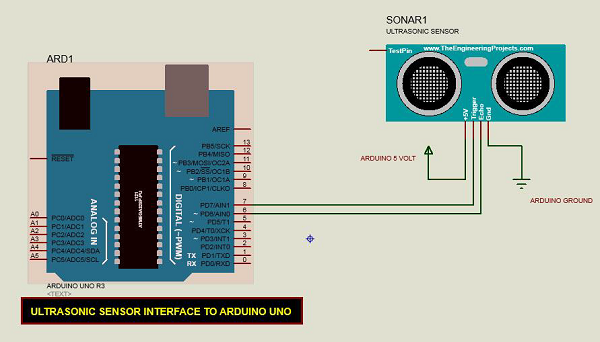 SONAR1
ULTRASONIC SENSOR
TestPin
www.TheEngineeringProjects.com
+5V
Trigger
Echo
Gnd
ARDUINO 5 VOLT
ARDUINO GROUND
ARD1
RESET
AREF
PB5/SCK 13
PB4/MISO 12
~ PB3/MOSI/OC2A 11
~ PB2/SS/OC1B 10
~ PB1/OC1A 9
PB0/ICP1/CLKO 8
PD7/AIN1 7
~ PD6/AIN0 6
~ PD5/T1 5
PD4/T0/XCK 4
~ PD3/INT1 3
PD2/INT0 2
TX PD1/TXD 1
RX PD0/RXD 0
DIGITAL (~PWM)
ANALOG IN
A0 PC0/ADC0
A1 PC1/ADC1
A2 PC2/ADC2
A3 PC3/ADC3
A4 PC4/ADC4/SDA
A5 PC5/ADC5/SCL
ARDUINO UNO R3
<TEXT>
ULTRASONIC SENSOR INTERFACE TO ARDUINO UNO